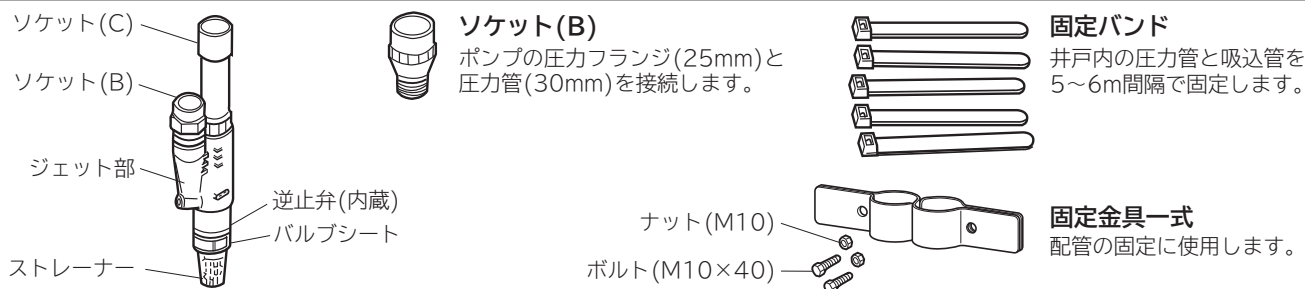 ソケット(C)
ソケット(B)
ジェット部
逆止弁(内蔵)
バルブシート
ストレーナー
ソケット(B)
ポンプの圧力フランジ(25mm)と
圧力管(30mm)を接続します。
固定バンド
井戸内の圧力管と吸込管を
5〜6m間隔で固定します。
ナット(M10)
ボルト(M10×40)
固定金具一式
配管の固定に使用します。